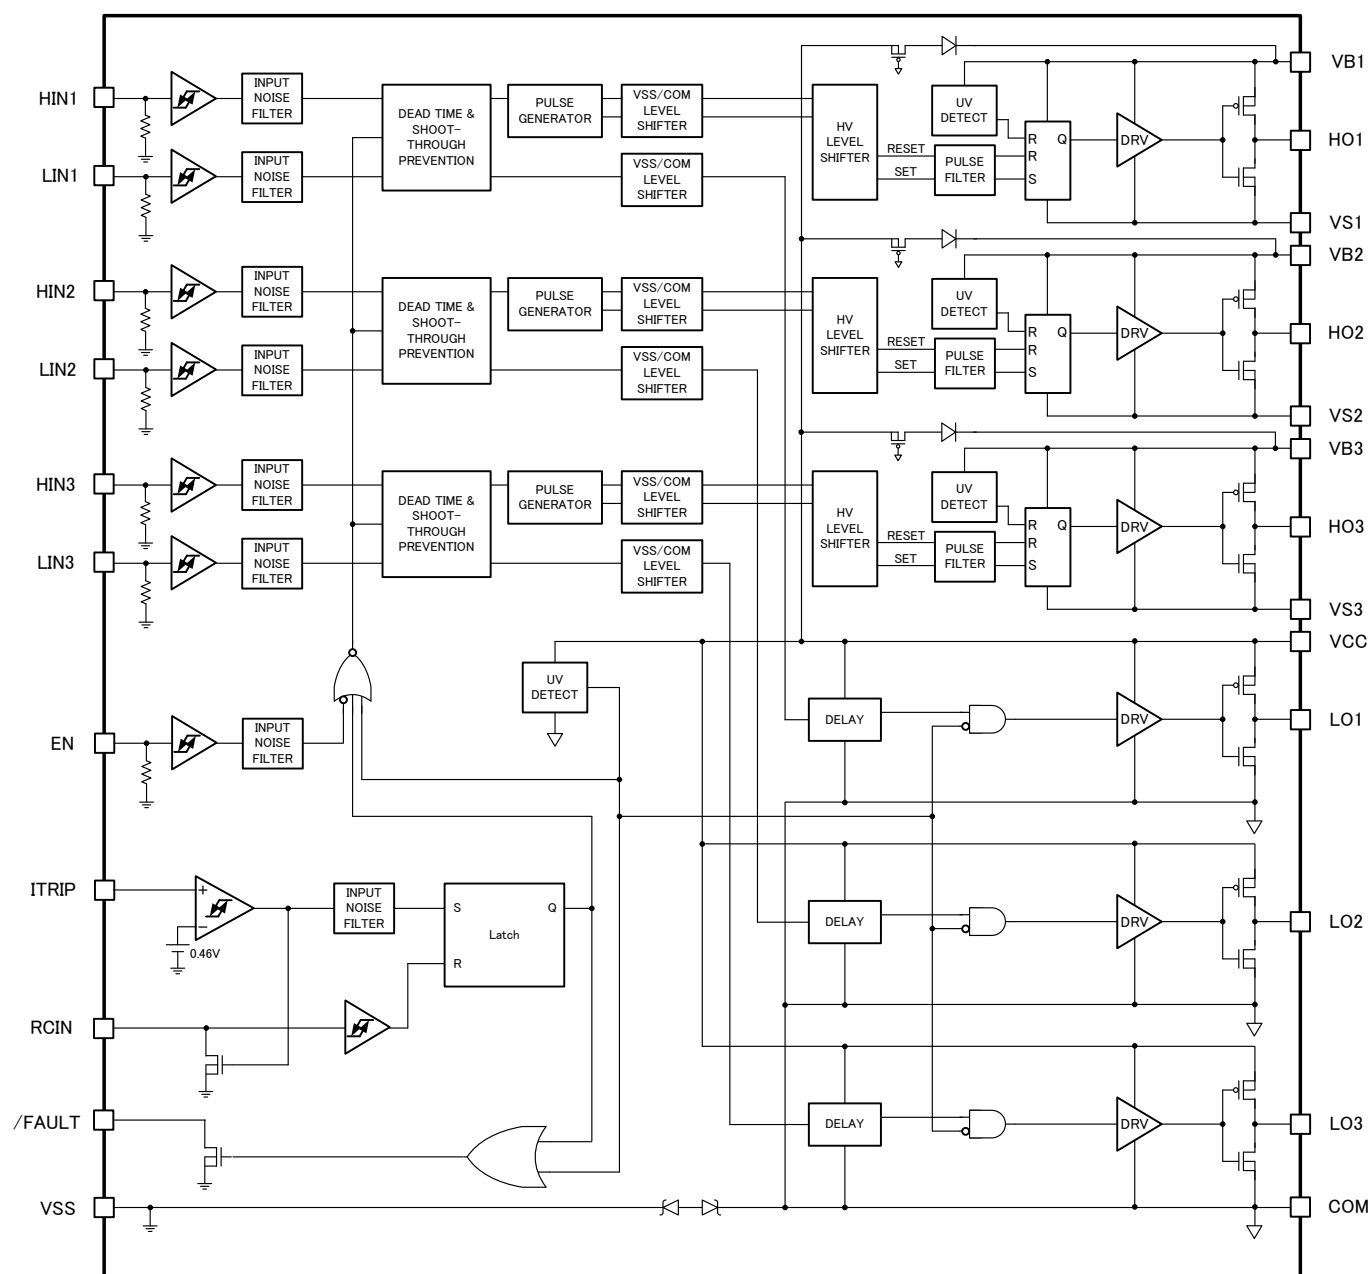 HIN1
INPUT
NOISE
FILTER
DEAD TIME &
SHOOT-
THROUGH
PREVENTION
PULSE
GENERATOR
VSS/COM
LEVEL
SHIFTER
HV
LEVEL
SHIFTER
UV
DETECT
RESET
SET
PULSE
FILTER
R
R
S
Q
DRV
VB1
HO1
VS1
LIN1
INPUT
NOISE
FILTER
VSS/COM
LEVEL
SHIFTER
HIN2
INPUT
NOISE
FILTER
DEAD TIME &
SHOOT-
THROUGH
PREVENTION
PULSE
GENERATOR
VSS/COM
LEVEL
SHIFTER
HV
LEVEL
SHIFTER
UV
DETECT
RESET
SET
PULSE
FILTER
R
R
S
Q
DRV
VB2
HO2
VS2
LIN2
INPUT
NOISE
FILTER
VSS/COM
LEVEL
SHIFTER
HIN3
INPUT
NOISE
FILTER
DEAD TIME &
SHOOT-
THROUGH
PREVENTION
PULSE
GENERATOR
VSS/COM
LEVEL
SHIFTER
HV
LEVEL
SHIFTER
UV
DETECT
RESET
SET
PULSE
FILTER
R
R
S
Q
DRV
VB3
HO3
VS3
LIN3
INPUT
NOISE
FILTER
VSS/COM
LEVEL
SHIFTER
VCC
UV
DETECT
EN
INPUT
NOISE
FILTER
DELAY
DRV
LO1
ITRIP
+
−
0.46V
INPUT
NOISE
FILTER
S
Q
Latch
R
DELAY
DRV
LO2
RCIN
/FAULT
DELAY
DRV
LO3
VSS
COM